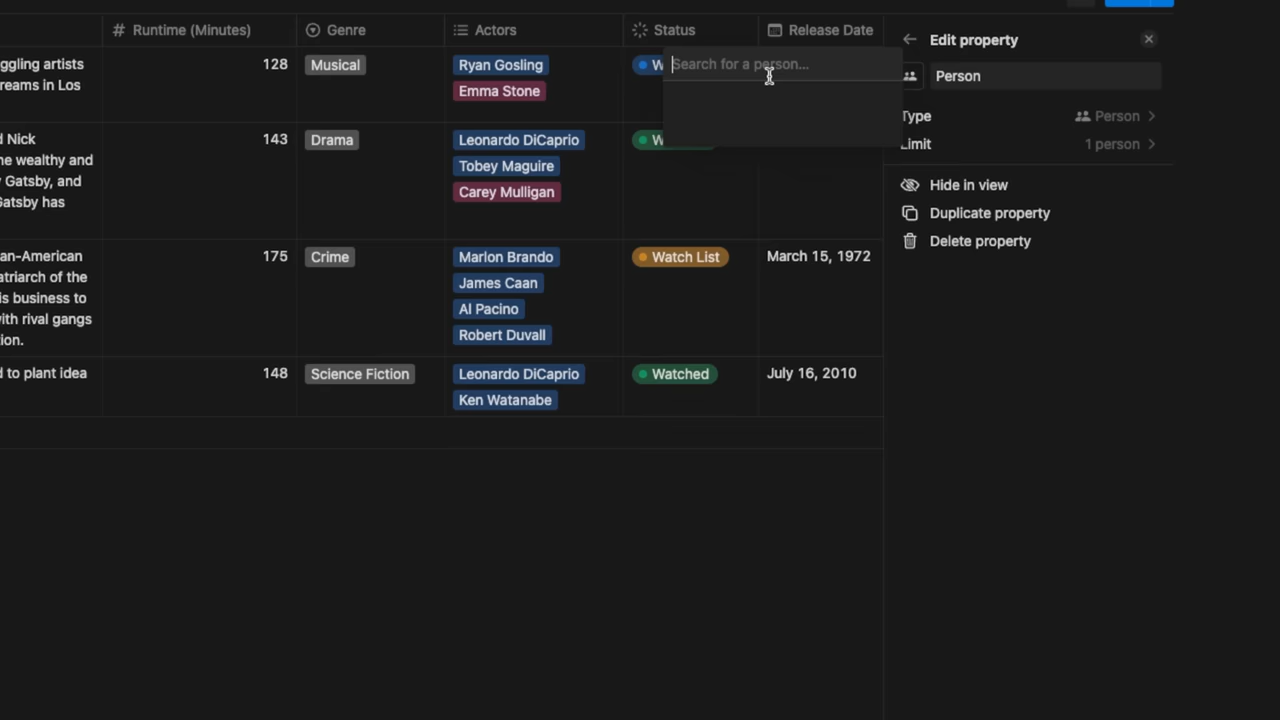 Runtime (Minutes)
Genre
Actors
Status
Release Date
ggling artists
reams in Los
128
Musical
Ryan Gosling
Emma Stone
W
Search for a person...
d Nick
ne wealthy and
Gatsby, and
Gatsby has
143
Drama
Leonardo DiCaprio
Tobey Maguire
Carey Mulligan
W
an-American
atriarch of the
is business to
with rival gangs
ion.
175
Crime
Marlon Brando
James Caan
Al Pacino
Robert Duvall
Watch List
March 15, 1972
d to plant idea
148
Science Fiction
Leonardo DiCaprio
Ken Watanabe
Watched
July 16, 2010
Edit property
Person
Type
Person
Limit
1 person
Hide in view
Duplicate property
Delete property